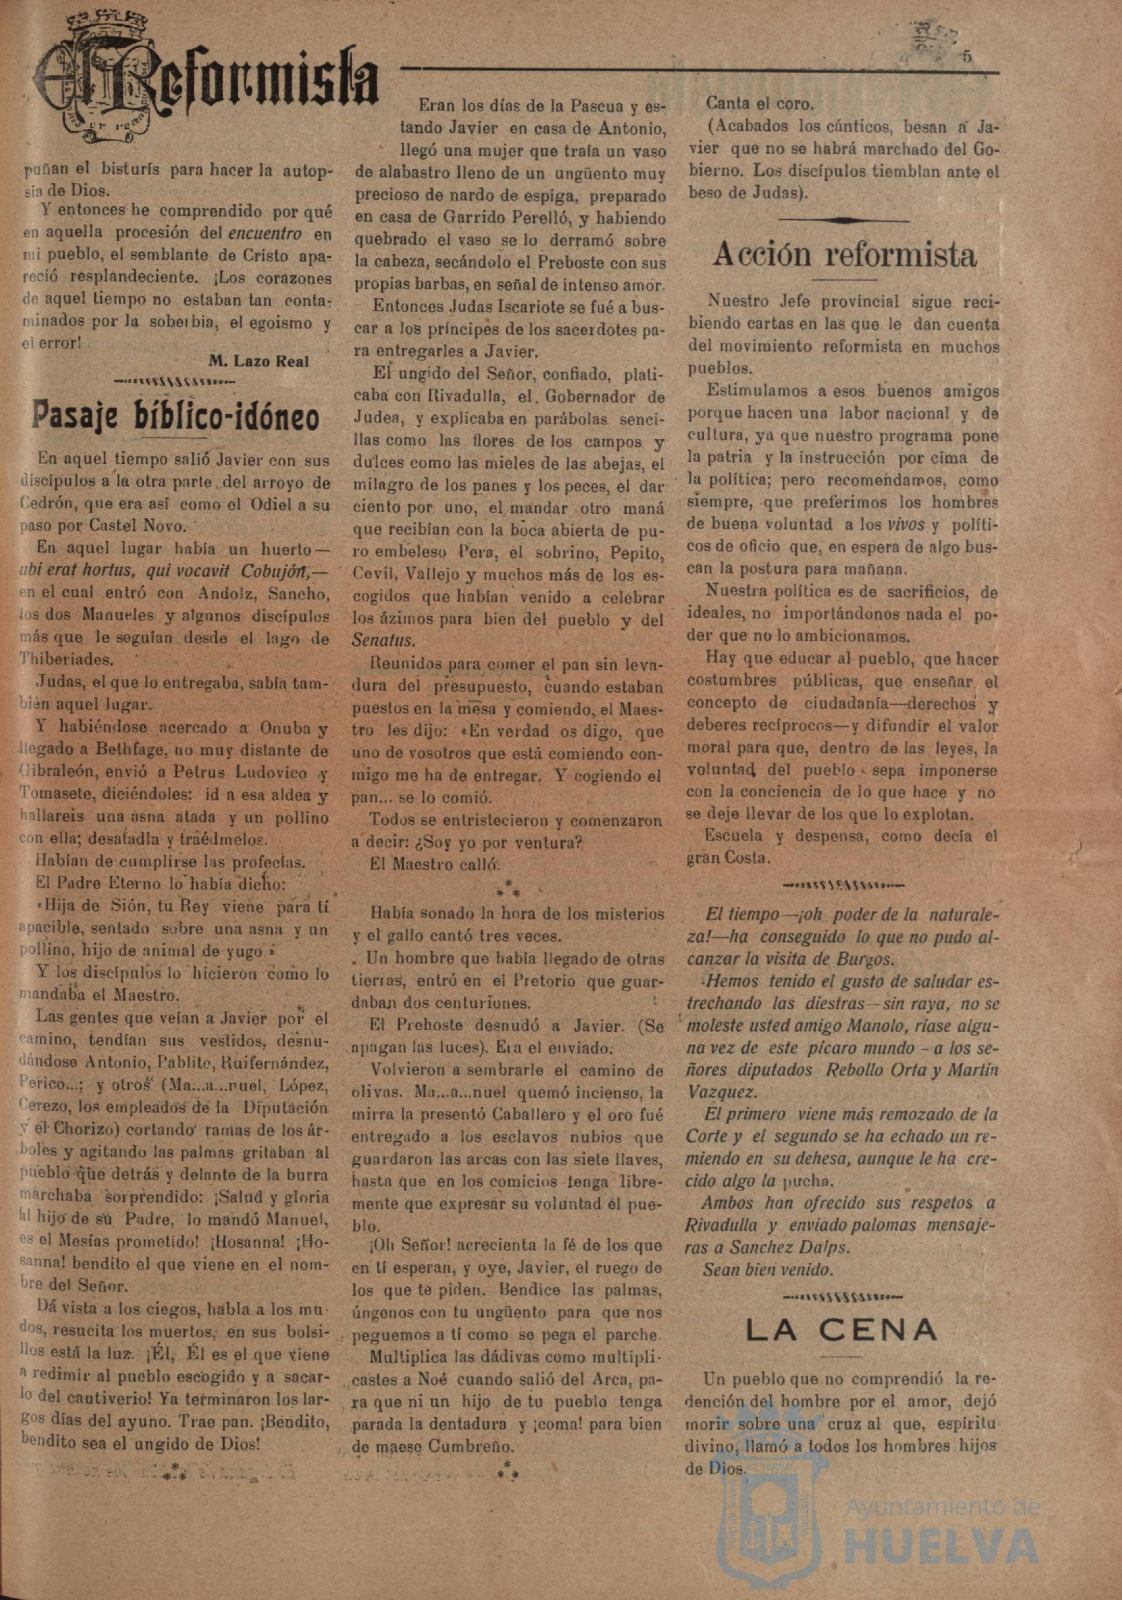 El Reformista
5
puñan el bisturís para hacer la autop-
sia de Dios.
Y entonces he comprendido por qué
en aquella procesión del encuentro en
mi pueblo, el semblante de Cristo apa-
reció resplandeciente. ¡Los corazones
de aquel tiempo no estaban tan conta-
minados por la soberbia, el egoismo y
el error!
M. Lazo Real
Pasaje bíblico-idóneo
En aquel tiempo salió Javier con sus
discípulos a la otra parte del arroyo de
Cedrón, que era así como el Odiel a su
paso por Castel Novo.
En aquel lugar había un huerto—
ubi erat hortus, qui vocavit Cobujón,—
en el cual entró con Andolz, Sancho,
los dos Manueles y algunos discípulos
más que le seguían desde el lago de
Thiberiades.
Judas, el que lo entregaba, sabía tam-
bién aquel lugar.
Y habiéndose acercado a Onuba y
llegado a Bethfage, no muy distante de
Gibraleón, envió a Petrus Ludovico y
Tomasete, diciéndoles: id a esa aldea y
hallareis una asna atada y un pollino
con ella; desatadla y traédmelos.
Habían de cumplirse las profecías.
El Padre Eterno lo había dicho:
«Hija de Sión, tu Rey viene para tí
apacible, sentado sobre una asna y un
pollino, hijo de animal de yugo»
Y los discípulos lo hicieron como lo
mandaba el Maestro.
Las gentes que veían a Javier por el
camino, tendían sus vestidos, desnu-
dándose Antonio, Pablito, Ruifernández,
Perico...; y otros (Ma...a...nuel, López,
Cerezo, los empleados de la Diputación
y el Chorizo) cortando ramas de los ár-
boles y agitando las palmas gritaban al
pueblo que detrás y delante de la burra
marchaba sorprendido: ¡Salud y gloria
al hijo de su Padre, lo mandó Manuel,
es el Mesías prometido! ¡Hosanna! ¡Ho-
sanna! bendito el que viene en el nom-
bre del Señor.
Dá vista a los ciegos, habla a los mu-
dos, resucita los muertos, en sus bolsi-
llos está la luz. ¡Él, Él es el que viene
a redimir al pueblo escogido y a sacar-
lo del cautiverio! Ya terminaron los lar-
gos días del ayuno. Trae pan. ¡Bendito,
bendito sea el ungido de Dios!
Eran los días de la Pascua y es-
tando Javier en casa de Antonio,
llegó una mujer que traía un vaso
de alabastro lleno de un ungüento muy
precioso de nardo de espiga, preparado
en casa de Garrido Perelló, y habiendo
quebrado el vaso se lo derramó sobre
la cabeza, secándolo el Preboste con sus
propias barbas, en señal de intenso amor.
Entonces Judas Iscariote se fué a bus-
car a los príncipes de los sacerdotes pa-
ra entregarles a Javier.
El ungido del Señor, confiado, plati-
caba con Rivadulla, el Gobernador de
Judea, y explicaba en parábolas senci-
llas como las flores de los campos y
dulces como las mieles de las abejas, el
milagro de los panes y los peces, el dar
ciento por uno, el mandar otro maná
que recibían con la boca abierta de pu-
ro embeleso Pera, el sobrino, Pepito,
Cevil, Vallejo y muchos más de los es-
cogidos que habían venido a celebrar
los ázimos para bien del pueblo y del
Senatus.
Reunidos para comer el pan sin leva-
dura del presupuesto, cuando estaban
puestos en la mesa y comiendo, el Maes-
tro les dijo: «En verdad os digo, que
uno de vosotros que está comiendo con-
migo me ha de entregar. Y cogiendo el
pan... se lo comió.
Todos se entristecieron y comenzaron
a decir: ¿Soy yo por ventura?
El Maestro calló.
Había sonado la hora de los misterios
y el gallo cantó tres veces.
Un hombre que había llegado de otras
tierras, entró en el Pretorio que guar-
daban dos centuriones.
El Preboste desnudó a Javier. (Se
apagan las luces). Era el enviado.
Volvieron a sembrarle el camino de
olivas. Ma...a...nuel quemó incienso, la
mirra la presentó Caballero y el oro fué
entregado a los esclavos nubios que
guardaron las arcas con las siete llaves,
hasta que en los comicios tenga libre-
mente que expresar su voluntad el pue-
blo.
¡Oh Señor! acrecienta la fé de los que
en tí esperan, y oye, Javier, el ruego de
los que te piden. Bendice las palmas,
úngenos con tu ungüento para que nos
peguemos a tí como se pega el parche.
Multiplica las dádivas como multipli-
castes a Noé cuando salió del Arca, pa-
ra que ni un hijo de tu pueblo tenga
parada la dentadura y ¡coma! para bien
de maese Cumbreño.
Canta el coro.
(Acabados los cánticos, besan a Ja-
vier que no se habrá marchado del Go-
bierno. Los discípulos tiemblan ante el
beso de Judas).
Acción reformista
Nuestro Jefe provincial sigue reci-
biendo cartas en las que le dan cuenta
del movimiento reformista en muchos
pueblos.
Estimulamos a esos buenos amigos
porque hacen una labor nacional y de
cultura, ya que nuestro programa pone
la patria y la instrucción por cima de
la política; pero recomendamos, como
siempre, que preferimos los hombres
de buena voluntad a los vivos y políti-
cos de oficio que, en espera de algo bus-
can la postura para mañana.
Nuestra política es de sacrificios, de
ideales, no importándonos nada el po-
der que no lo ambicionamos.
Hay que educar al pueblo, que hacer
costumbres públicas, que enseñar el
concepto de ciudadanía—derechos y
deberes recíprocos—y difundir el valor
moral para que, dentro de las leyes, la
voluntad del pueblo sepa imponerse
con la conciencia de lo que hace y no
se deje llevar de los que lo explotan.
Escuela y despensa, como decía el
gran Costa.
El tiempo—¡oh poder de la naturale-
za!—ha conseguido lo que no pudo al-
canzar la visita de Burgos.
Hemos tenido el gusto de saludar es-
trechando las diestras—sin raya, no se
moleste usted amigo Manolo, ríase algu-
na vez de este pícaro mundo—a los se-
ñores diputados Rebollo Orta y Martín
Vazquez.
El primero viene más remozado de la
Corte y el segundo se ha echado un re-
miendo en su dehesa, aunque le ha cre-
cido algo la pucha.
Ambos han ofrecido sus respetos a
Rivadulla y enviado palomas mensaje-
ras a Sanchez Dalps.
Sean bien venido.
LA CENA
Un pueblo que no comprendió la re-
dención del hombre por el amor, dejó
morir sobre una cruz al que, espíritu
divino, llamó a todos los hombres hijos
de Dios.
Ayuntamiento de
HUELVA